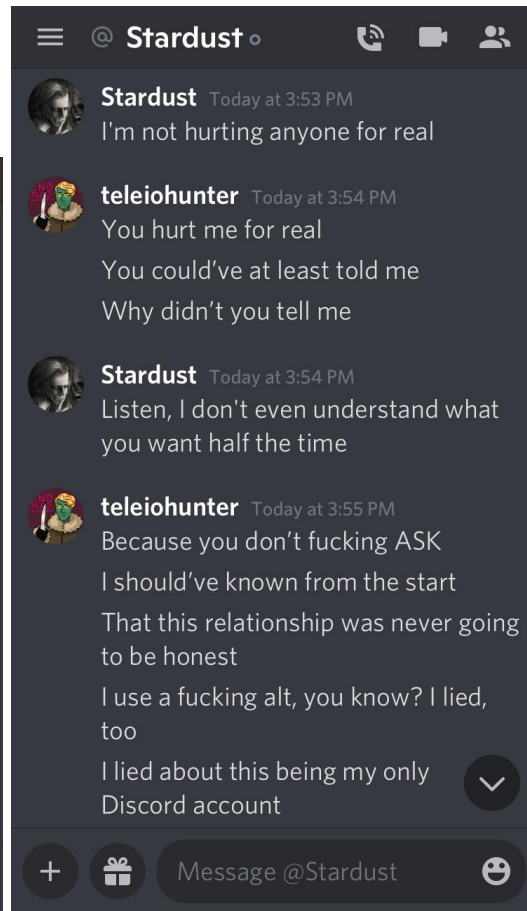 @ Stardust
Stardust Today at 3:53 PM
I'm not hurting anyone for real
teleiohunter Today at 3:54 PM
You hurt me for real
You could’ve at least told me
Why didn’t you tell me
Stardust Today at 3:54 PM
Listen, I don't even understand what
you want half the time
teleiohunter Today at 3:55 PM
Because you don’t fucking ASK
I should’ve known from the start
That this relationship was never going
to be honest
I use a fucking alt, you know? I lied,
too
I lied about this being my only
Discord account
Message @Stardust